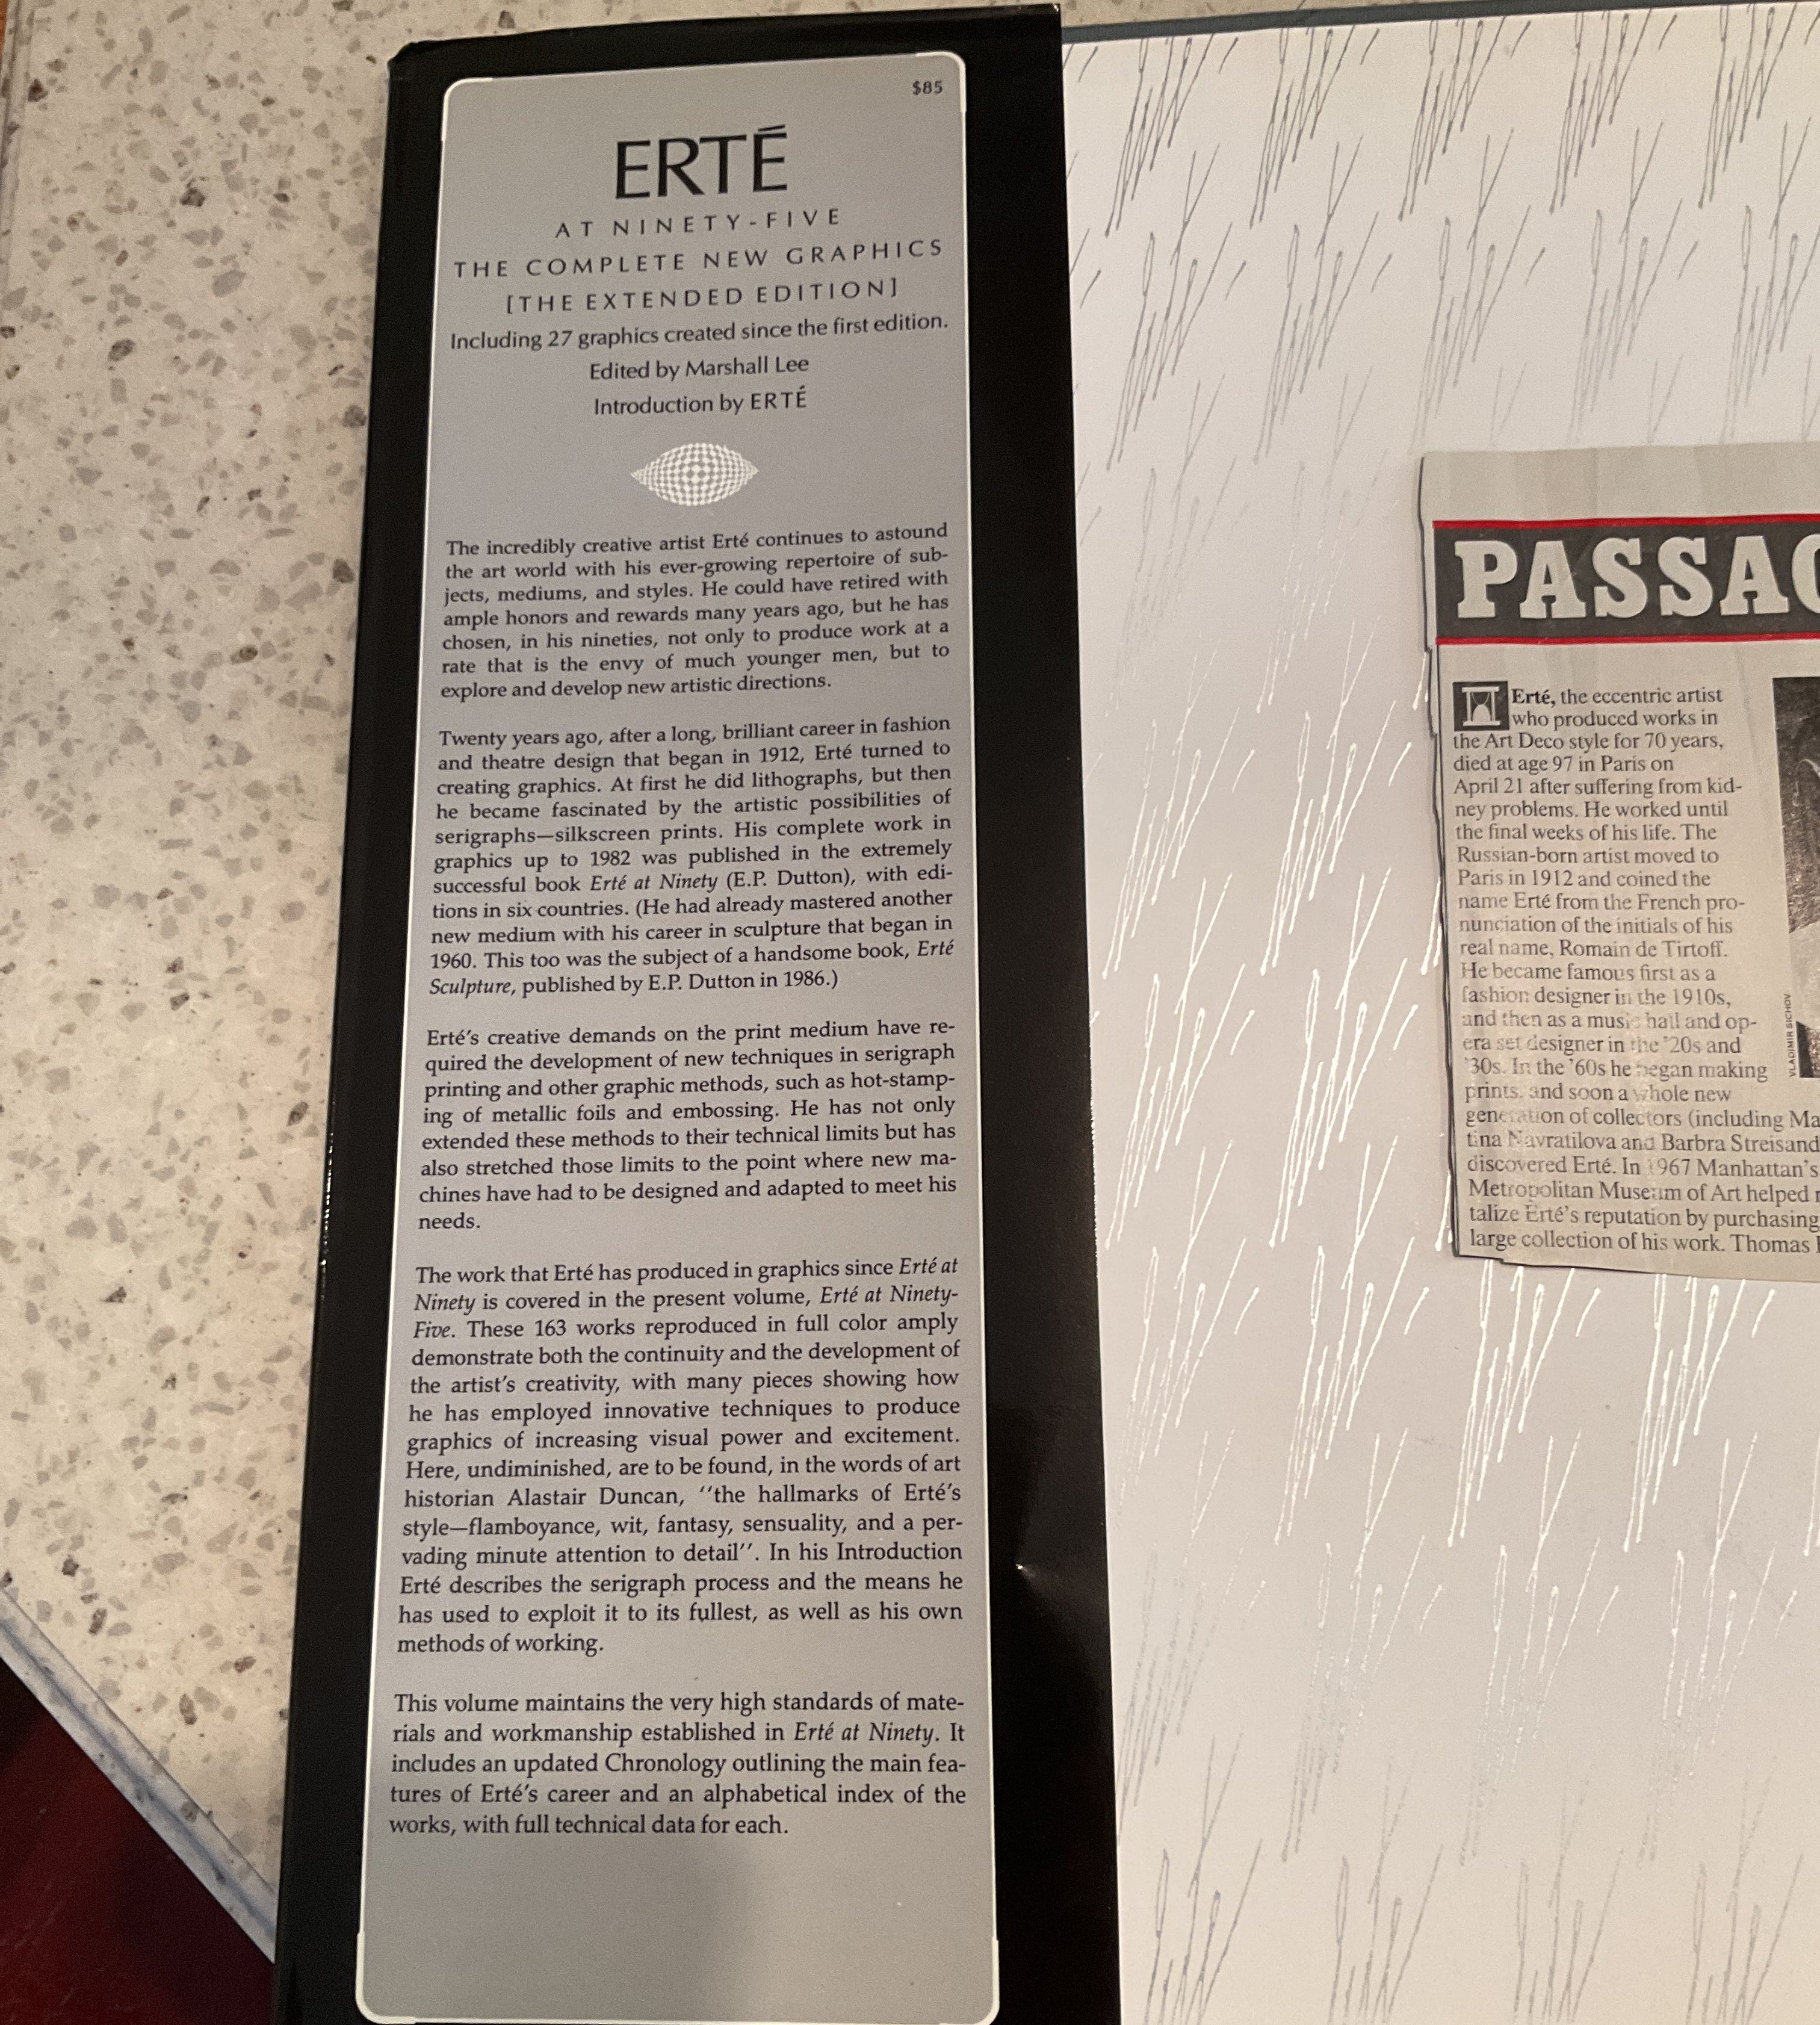 $85
ERTÉ
AT NINETY-FIVE
THE COMPLETE NEW GRAPHICS
[THE EXTENDED EDITION]
Including 27 graphics created since the first edition.
Edited by Marshall Lee
Introduction by ERTÉ
The incredibly creative artist Erté continues to astound
the art world with his ever-growing repertoire of sub-
jects, mediums, and styles. He could have retired with
ample honors and rewards many years ago, but he has
chosen, in his nineties, not only to produce work at a
rate that is the envy of much younger men, but to
explore and develop new artistic directions.
Twenty years ago, after a long, brilliant career in fashion
and theatre design that began in 1912, Erté turned to
creating graphics. At first he did lithographs, but then
he became fascinated by the artistic possibilities of
serigraphs—silkscreen prints. His complete work in
graphics up to 1982 was published in the extremely
successful book Erté at Ninety (E.P. Dutton), with edi-
tions in six countries. (He had already mastered another
new medium with his career in sculpture that began in
1960. This too was the subject of a handsome book, Erté
Sculpture, published by E.P. Dutton in 1986.)
Erté's creative demands on the print medium have re-
quired the development of new techniques in serigraph
printing and other graphic methods, such as hot-stamp-
ing of metallic foils and embossing. He has not only
extended these methods to their technical limits but has
also stretched those limits to the point where new ma-
chines have had to be designed and adapted to meet his
needs.
The work that Erté has produced in graphics since Erté at
Ninety is covered in the present volume, Erté at Ninety-
Five. These 163 works reproduced in full color amply
demonstrate both the continuity and the development of
the artist's creativity, with many pieces showing how
he has employed innovative techniques to produce
graphics of increasing visual power and excitement.
Here, undiminished, are to be found, in the words of art
historian Alastair Duncan, ‘‘the hallmarks of Erté's
style—flamboyance, wit, fantasy, sensuality, and a per-
vading minute attention to detail’’. In his Introduction
Erté describes the serigraph process and the means he
has used to exploit it to its fullest, as well as his own
methods of working.
This volume maintains the very high standards of mate-
rials and workmanship established in Erté at Ninety. It
includes an updated Chronology outlining the main fea-
tures of Erté's career and an alphabetical index of the
works, with full technical data for each.
PASSAG
Erté, the eccentric artist
who produced works in
the Art Deco style for 70 years,
died at age 97 in Paris on
April 21 after suffering from kid-
ney problems. He worked until
the final weeks of his life. The
Russian-born artist moved to
Paris in 1912 and coined the
name Erté from the French pro-
nunciation of the initials of his
real name, Romain de Tirtoff.
He became famous first as a
fashion designer in the 1910s,
and then as a music hall and op-
era set designer in the '20s and
'30s. In the '60s he began making
prints, and soon a whole new
generation of collectors (including Ma
tina Navratilova and Barbra Streisand
discovered Erté. In 1967 Manhattan's
Metropolitan Museum of Art helped r
talize Erté's reputation by purchasing
large collection of his work. Thomas
VLADIMIR SICHOV